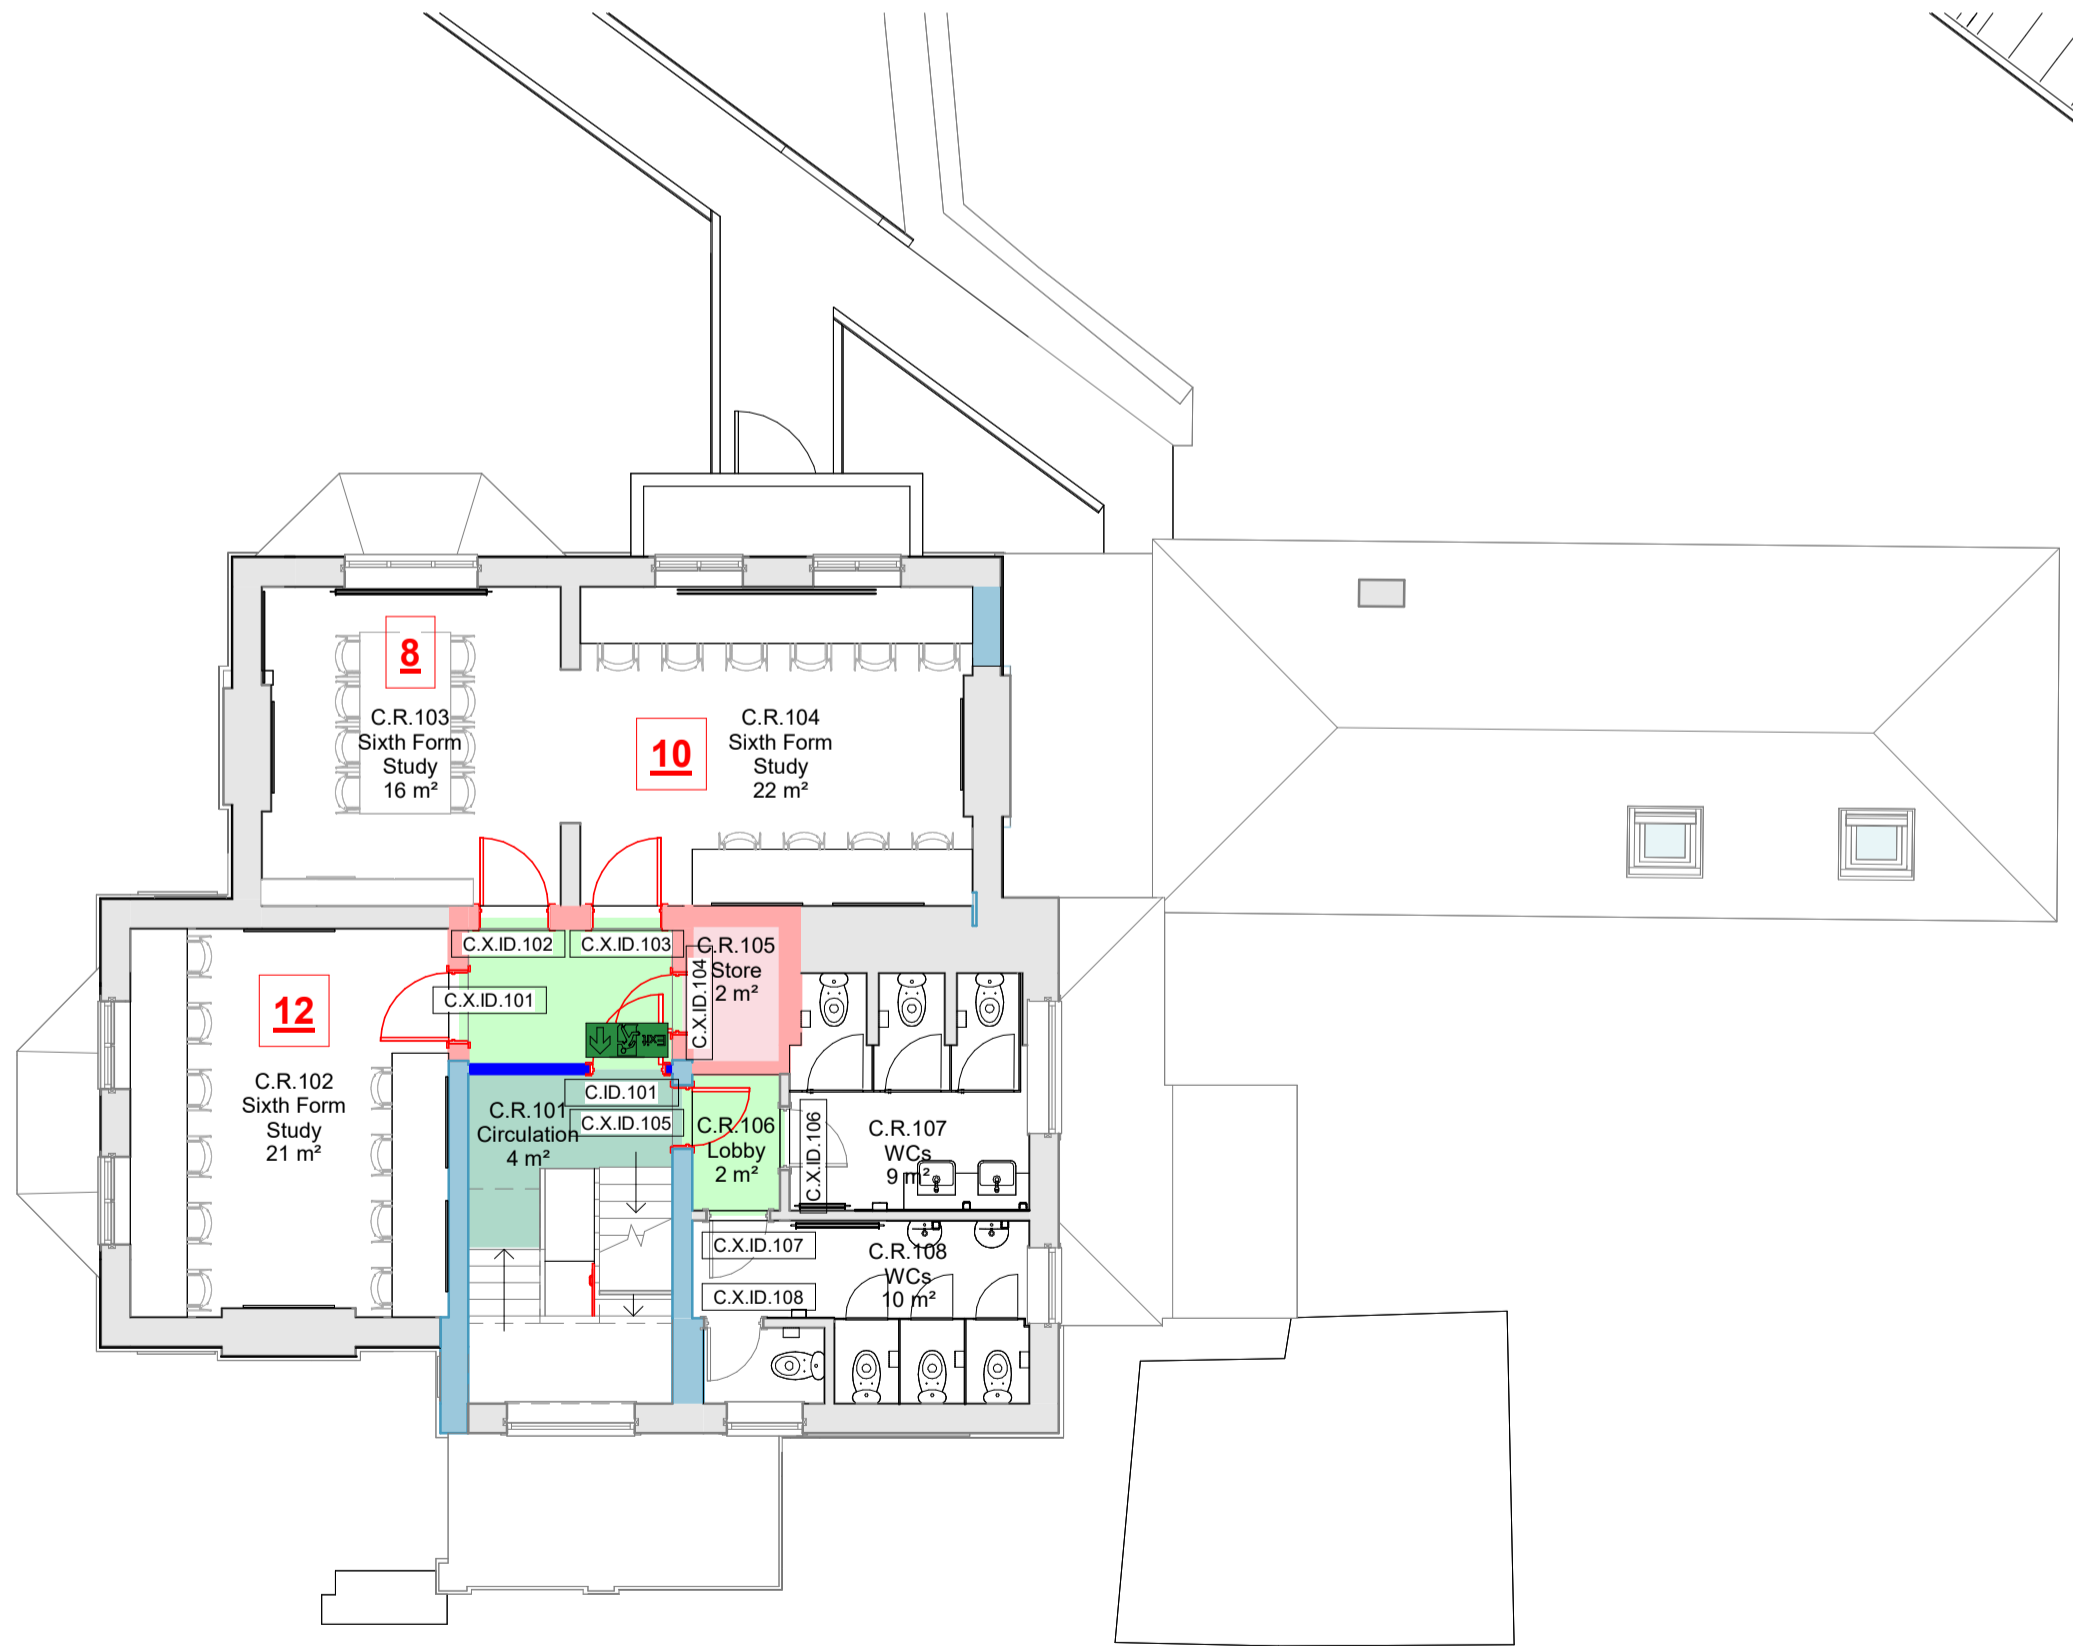 8
C.R.103
Sixth Form
Study
16 m²
10
C.R.104
Sixth Form
Study
22 m²
C.X.ID.102
C.X.ID.103
C.R.105
Store
2 m²
C.X.ID.104
C.X.ID.101
12
C.R.102
Sixth Form
Study
21 m²
Exit
C.ID.101
C.R.101
Circulation
4 m²
C.X.ID.105
C.R.106
Lobby
2 m²
C.X.ID.106
C.R.107
WCs
9 m²
C.X.ID.107
C.R.108
WCs
10 m²
C.X.ID.108